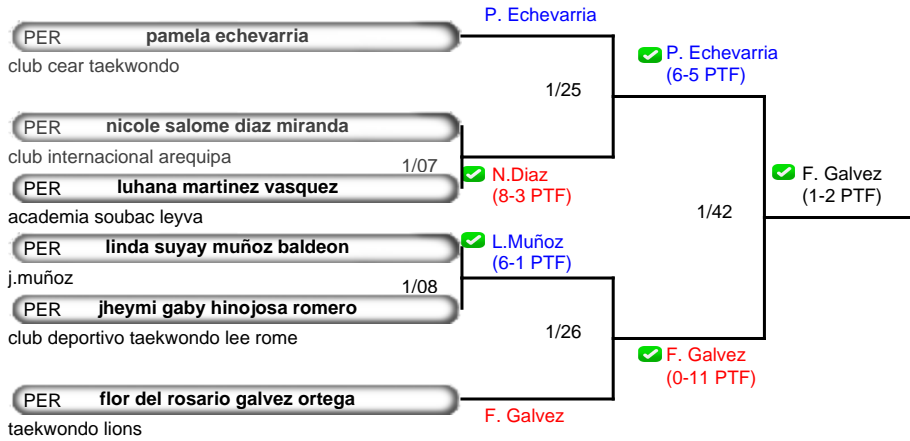 P. Echevarria
PER pamela echevarria
club cear taekwondo
P. Echevarria
(6-5 PTF)
1/25
PER nicole salome diaz miranda
club internacional arequipa
1/07
N.Diaz
(8-3 PTF)
PER luhana martinez vasquez
academia soubac leyva
F. Galvez
(1-2 PTF)
1/42
PER linda suyay muñoz baldeon
j.muñoz
L.Muñoz
(6-1 PTF)
1/08
PER jheymi gaby hinojosa romero
club deportivo taekwondo lee rome
1/26
F. Galvez
(0-11 PTF)
PER flor del rosario galvez ortega
taekwondo lions
F. Galvez